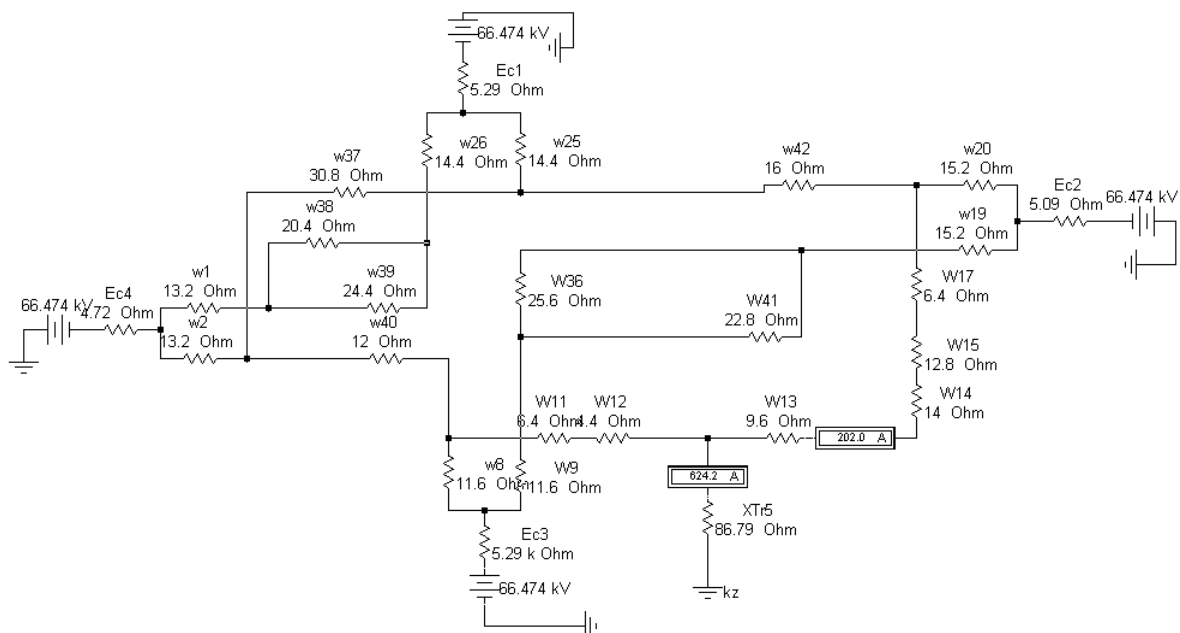 66.474 kV
Ec1
5.29 Ohm
w26
14.4 Ohm
w25
14.4 Ohm
w37
30.8 Ohm
w42
16 Ohm
w20
15.2 Ohm
Ec2
5.09 Ohm
66.474 kV
w38
20.4 Ohm
w19
15.2 Ohm
w1
13.2 Ohm
w39
24.4 Ohm
W36
25.6 Ohm
W41
22.8 Ohm
W17
6.4 Ohm
66.474 kV
Ec4
4.72 Ohm
w2
13.2 Ohm
w40
12 Ohm
W15
12.8 Ohm
W14
14 Ohm
W11
6.4 Ohm
W12
4.4 Ohm
W13
9.6 Ohm
202.0 A
w8
11.6 Ohm
W9
11.6 Ohm
624.2 A
XTr5
86.79 Ohm
Ec3
5.29 k Ohm
66.474 kV
kz